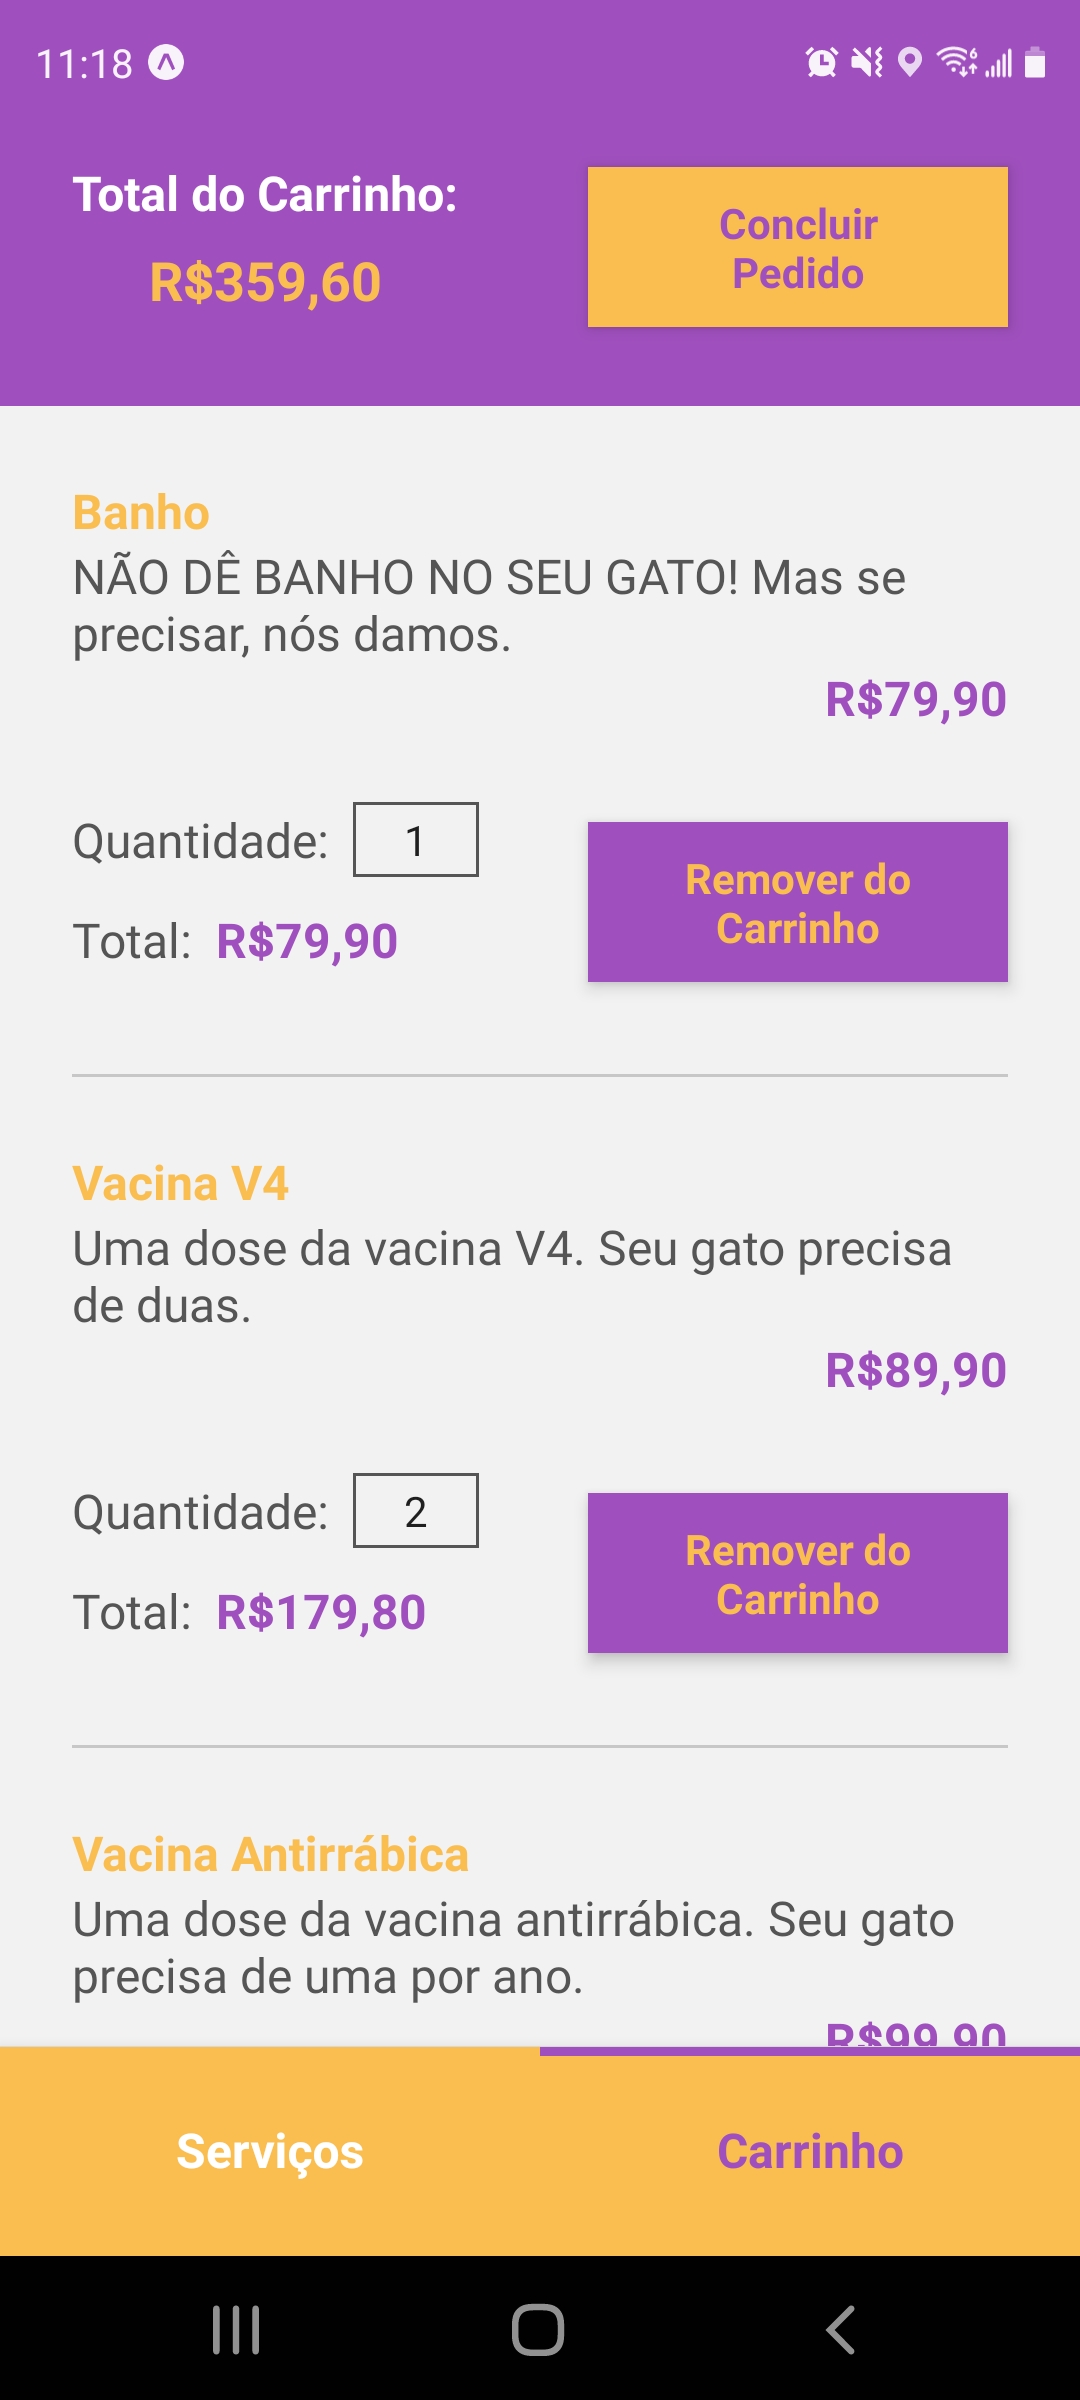 11:18
Total do Carrinho:
R$359,60
Concluir
Pedido
Banho
NÃO DÊ BANHO NO SEU GATO! Mas se
precisar, nós damos.
R$79,90
Quantidade: 1
Total: R$79,90
Remover do
Carrinho
Vacina V4
Uma dose da vacina V4. Seu gato precisa
de duas.
R$89,90
Quantidade: 2
Total: R$179,80
Remover do
Carrinho
Vacina Antirrábica
Uma dose da vacina antirrábica. Seu gato
precisa de uma por ano.
R$99,90
Serviços
Carrinho